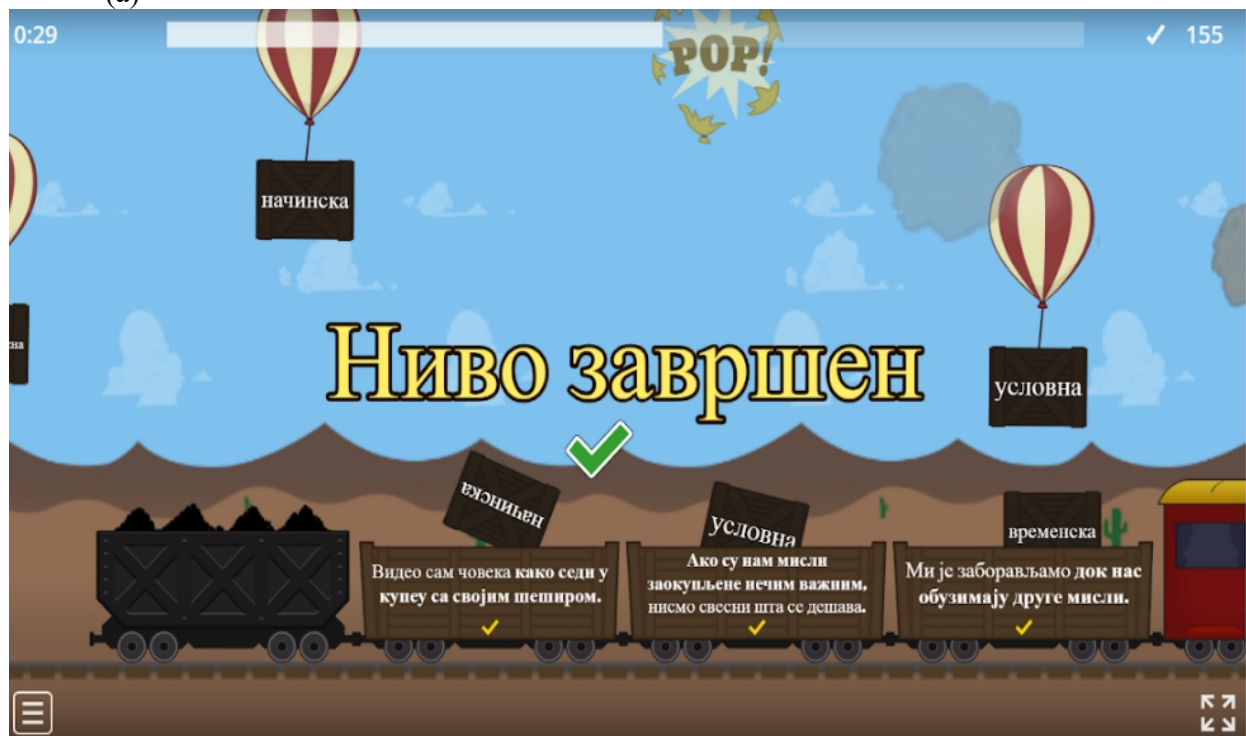 (a)
0:29
POP!
155
начинска
сна
условна
Ниво завршен
начинска
условна
временска
Видео сам човека како седи у
купеу са својим шеширом.
Ако су нам мисли
заокупљене нечим важним,
нисмо свесни шта се дешава.
Ми је заборављамо док нас
обузимају друге мисли.